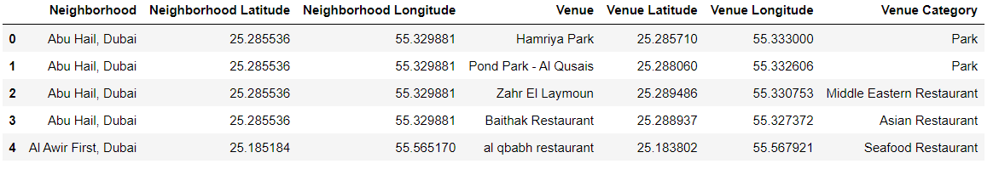 Neighborhood Neighborhood Latitude Neighborhood Longitude Venue Venue Latitude Venue Longitude Venue Category
0 Abu Hail, Dubai 25.285536 55.329881 Hamriya Park 25.285710 55.333000 Park
1 Abu Hail, Dubai 25.285536 55.329881 Pond Park - Al Qusais 25.288060 55.332606 Park
2 Abu Hail, Dubai 25.285536 55.329881 Zahr El Laymoun 25.289486 55.330753 Middle Eastern Restaurant
3 Abu Hail, Dubai 25.285536 55.329881 Baithak Restaurant 25.288937 55.327372 Asian Restaurant
4 Al Awir First, Dubai 25.185184 55.565170 al qbabh restaurant 25.183802 55.567921 Seafood Restaurant